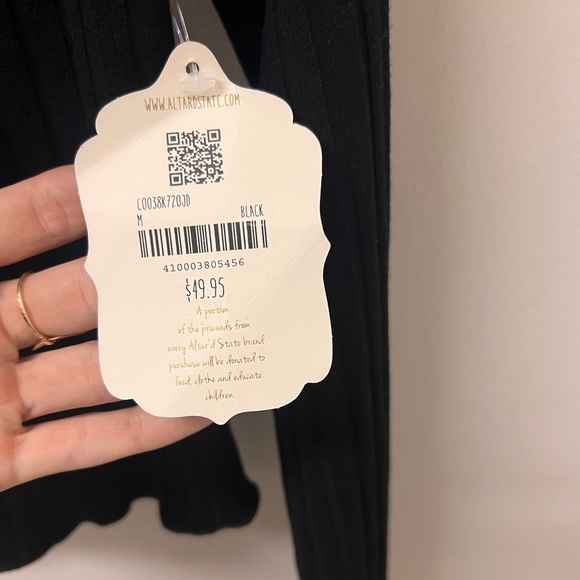 WWW.ALTARDSTATE.COM
C0038K720JD
M BLACK
410003805456
$49.95
A portion
of the proceeds from
every Altar'd State brand
purchase will be donated to
feed, clothe and educate
children.